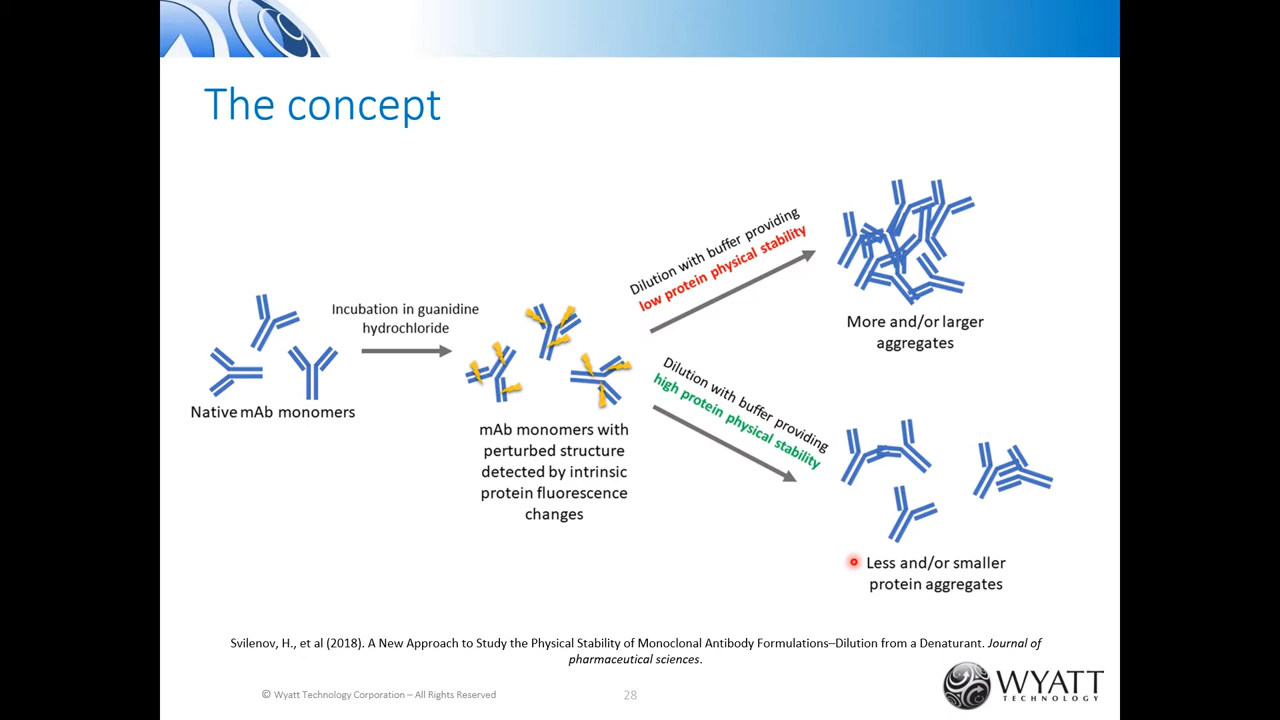 The concept
Incubation in guanidine
hydrochloride
Native mAb monomers
mAb monomers with
perturbed structure
detected by intrinsic
protein fluorescence
changes
Dilution with buffer providing
low protein physical stability
More and/or larger
aggregates
Dilution with buffer providing
high protein physical stability
Less and/or smaller
protein aggregates
Svilenov, H., et al (2018). A New Approach to Study the Physical Stability of Monoclonal Antibody Formulations–Dilution from a Denaturant. Journal of
pharmaceutical sciences.
© Wyatt Technology Corporation – All Rights Reserved
28
WYATT
TECHNOLOGY